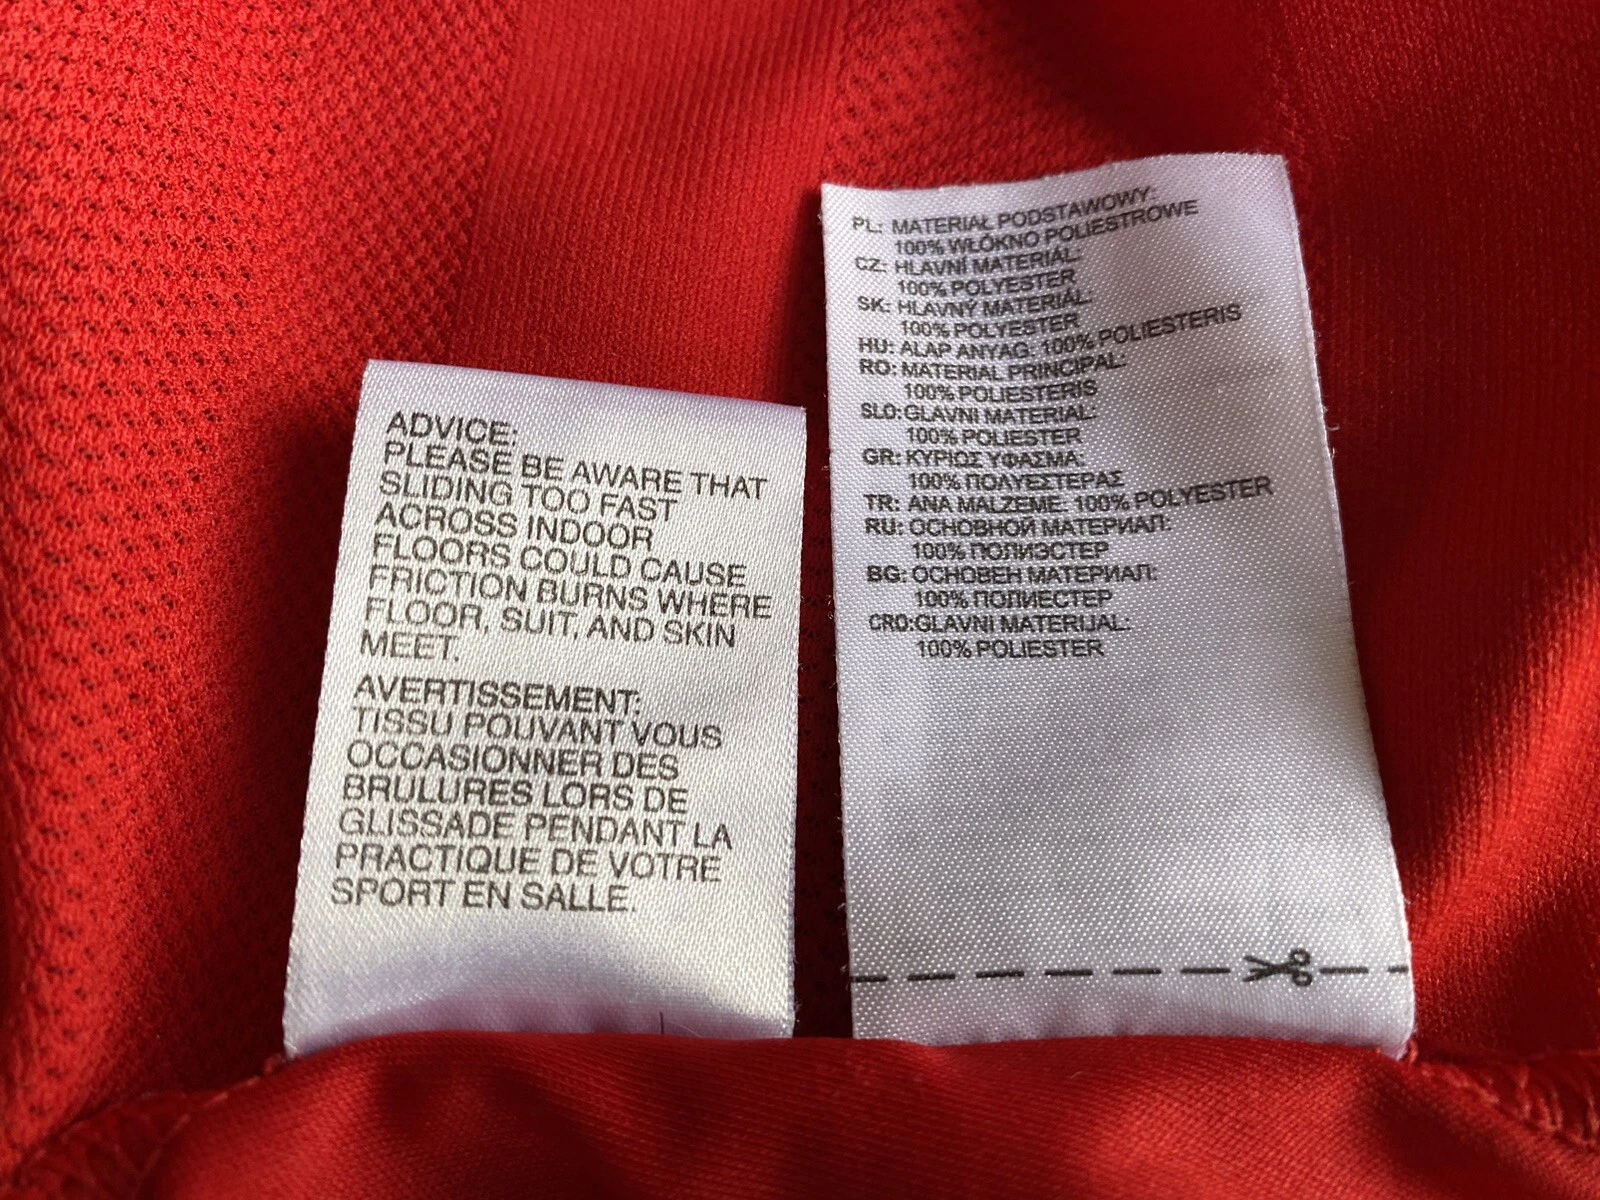 ADVICE:
PLEASE BE AWARE THAT
SLIDING TOO FAST
ACROSS INDOOR
FLOORS COULD CAUSE
FRICTION BURNS WHERE
FLOOR, SUIT, AND SKIN
MEET.
AVERTISSEMENT:
TISSU POUVANT VOUS
OCCASIONNER DES
BRULURES LORS DE
GLISSADE PENDANT LA
PRACTIQUE DE VOTRE
SPORT EN SALLE.
PL: MATERIAŁ PODSTAWOWY:
100% WŁÓKNO POLIESTROWE
CZ: HLAVNÍ MATERIÁL:
100% POLYESTER
SK: HLAVNÝ MATERIÁL:
100% POLYESTER
HU: ALAP ANYAG: 100% POLIESTERIS
RO: MATERIAL PRINCIPAL:
100% POLIESTERIS
SLO: GLAVNI MATERIAL:
100% POLIESTER
GR: ΚΥΡΙΩΣ ΥΦΑΣΜΑ:
100% ΠΟΛΥΕΣΤΕΡΑΣ
TR: ANA MALZEME: 100% POLYESTER
RU: ОСНОВНОЙ МАТЕРИАЛ:
100% ПОЛИЭСТЕР
BG: ОСНОВЕН МАТЕРИАЛ:
100% ПОЛИЕСТЕР
CRO: GLAVNI MATERIJAL:
100% POLIESTER